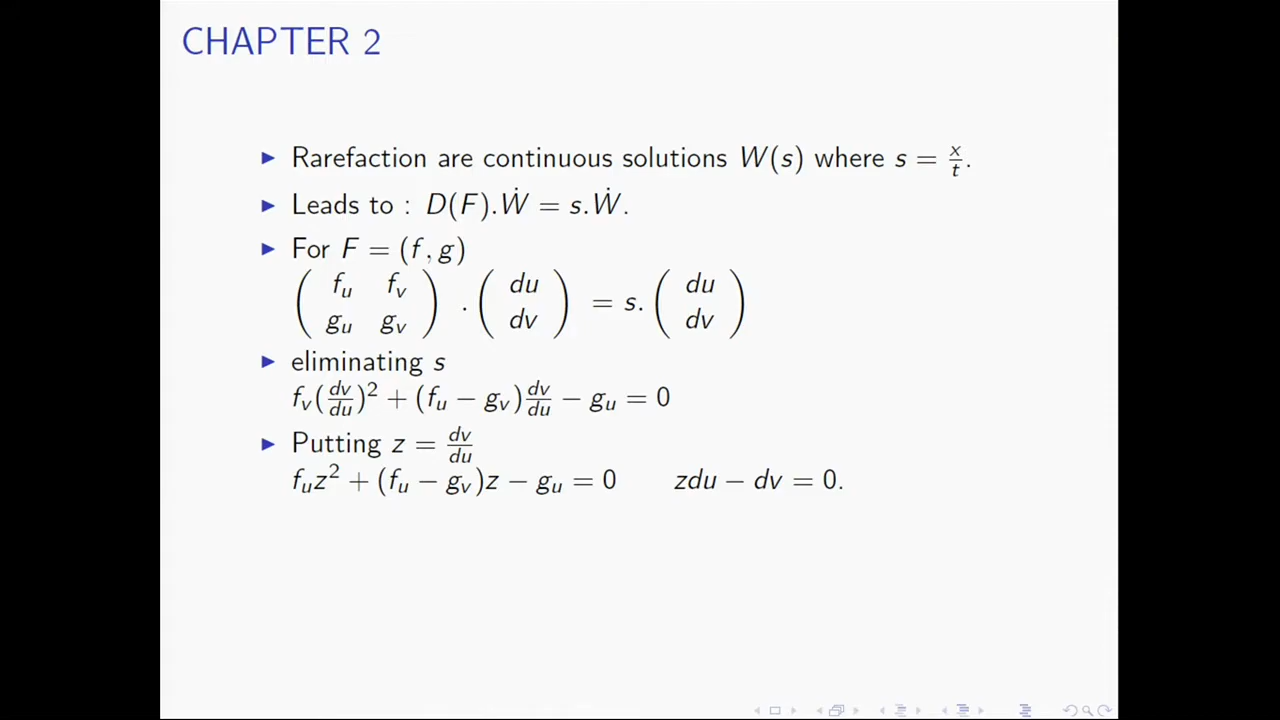 CHAPTER 2
▶ Rarefaction are continuous solutions W(s) where s = x/t.
▶ Leads to : D(F).Ẇ = s.Ẇ.
▶ For F = (f, g)
( f_u f_v ; g_u g_v ) . ( du ; dv ) = s. ( du ; dv )
▶ eliminating s
f_v(dv/du)² + (f_u − g_v)dv/du − g_u = 0
▶ Putting z = dv/du
f_u z² + (f_u − g_v)z − g_u = 0 zdu − dv = 0.